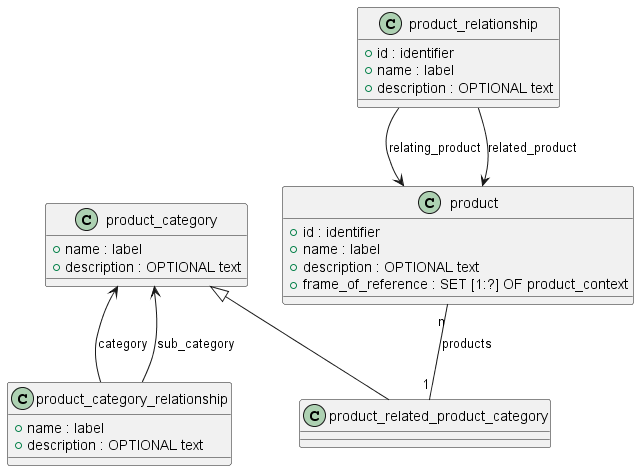 C product_relationship
id : identifier
name : label
description : OPTIONAL text
relating_product
related_product
C product
id : identifier
name : label
description : OPTIONAL text
frame_of_reference : SET [1:?] OF product_context
C product_category
name : label
description : OPTIONAL text
n
category
sub_category
products
1
C product_category_relationship
name : label
description : OPTIONAL text
C product_related_product_category